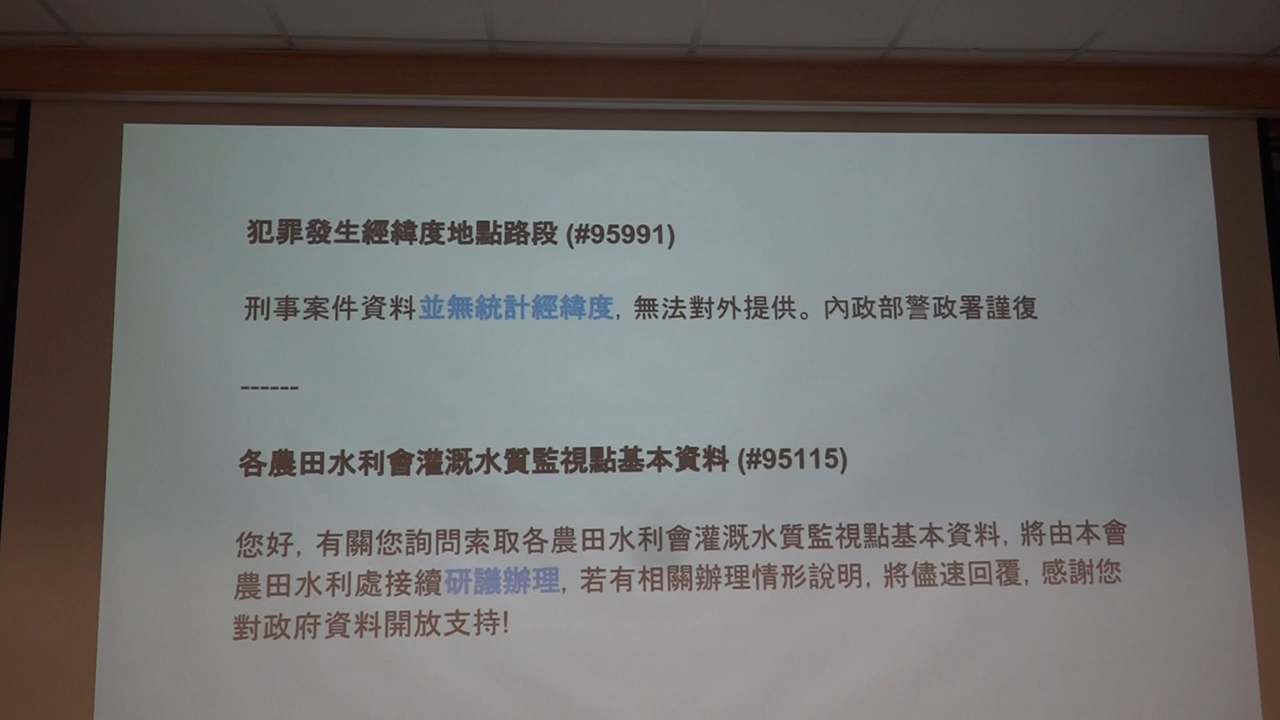 犯罪發生經緯度地點路段 (#95991)
刑事案件資料並無統計經緯度, 無法對外提供。內政部警政署謹復
------
各農田水利會灌溉水質監視點基本資料 (#95115)
您好, 有關您詢問索取各農田水利會灌溉水質監視點基本資料, 將由本會
農田水利處接續研議辦理, 若有相關辦理情形說明, 將儘速回覆, 感謝您
對政府資料開放支持!